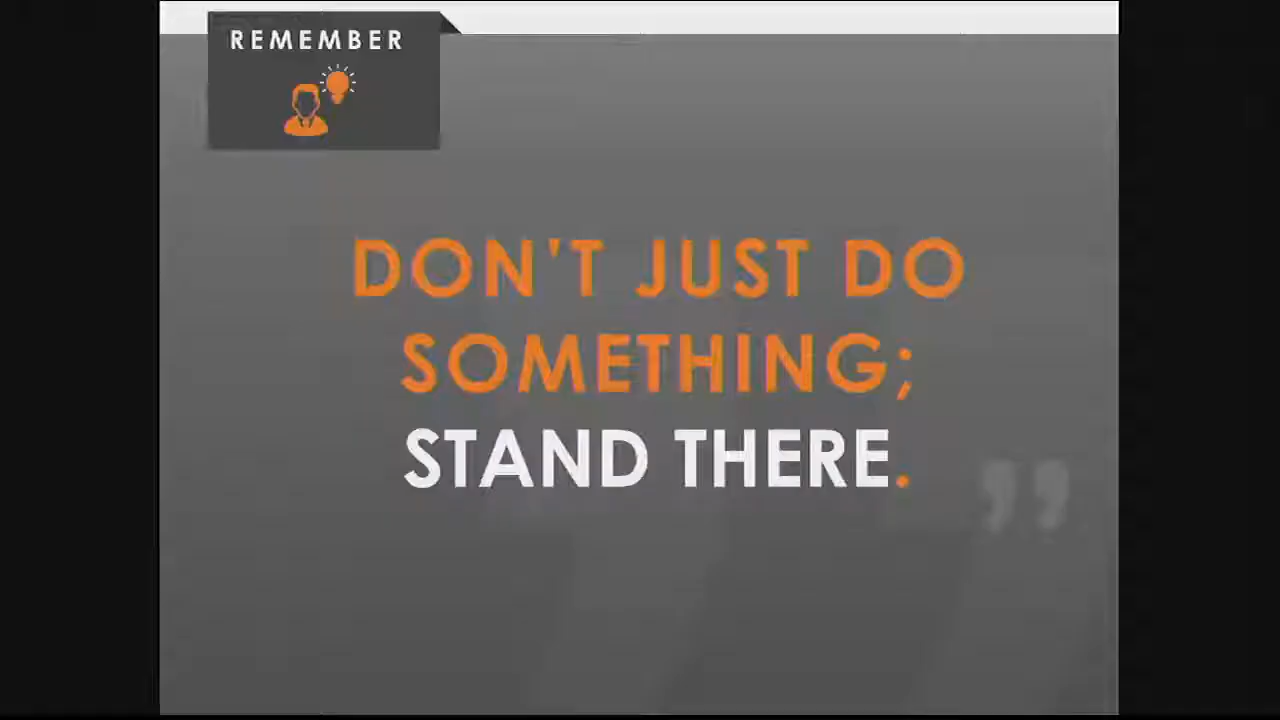 REMEMBER
DON'T JUST DO
SOMETHING;
STAND THERE.
”